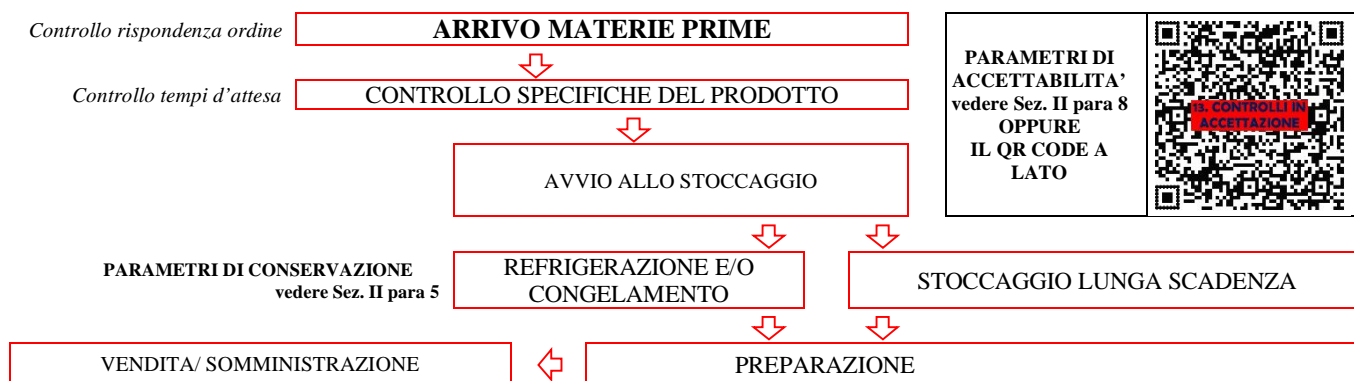 Controllo rispondenza ordine
ARRIVO MATERIE PRIME
Controllo tempi d'attesa
CONTROLLO SPECIFICHE DEL PRODOTTO
PARAMETRI DI
ACCETTABILITA’
vedere Sez. II para 8
OPPURE
IL QR CODE A
LATO
13. CONTROLLI IN
ACCETTAZIONE
AVVIO ALLO STOCCAGGIO
PARAMETRI DI CONSERVAZIONE
vedere Sez. II para 5
REFRIGERAZIONE E/O
CONGELAMENTO
STOCCAGGIO LUNGA SCADENZA
VENDITA/ SOMMINISTRAZIONE
PREPARAZIONE